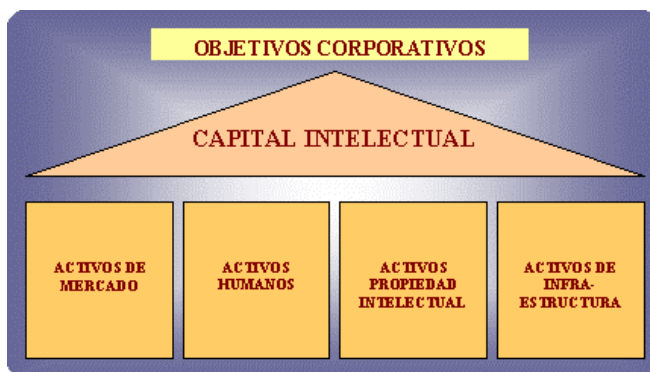 OBJETIVOS CORPORATIVOS
CAPITAL INTELECTUAL
ACTIVOS DE
MERCADO
ACTIVOS
HUMANOS
ACTIVOS
PROPIEDAD
INTELECTUAL
ACTIVOS DE
INFRA-
ESTRUCTURA